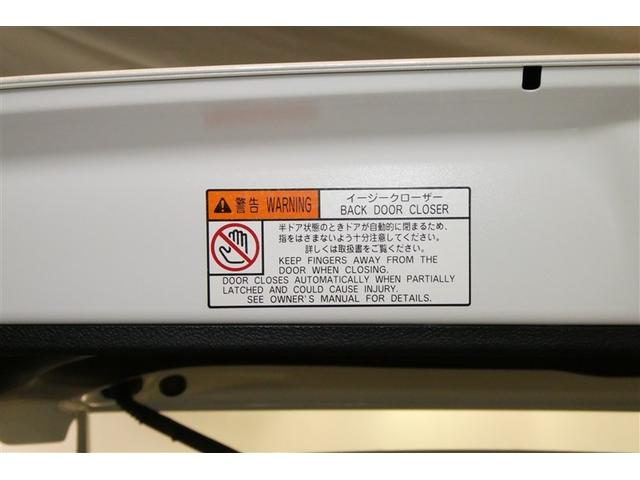 警告 WARNING
イージークローザー
BACK DOOR CLOSER
半ドア状態のときドアが自動的に閉まるため、
指をはさまないよう十分注意してください。
詳しくは取扱書をご覧ください。
KEEP FINGERS AWAY FROM THE
DOOR WHEN CLOSING.
DOOR CLOSES AUTOMATICALLY WHEN PARTIALLY
LATCHED AND COULD CAUSE INJURY.
SEE OWNER'S MANUAL FOR DETAILS.